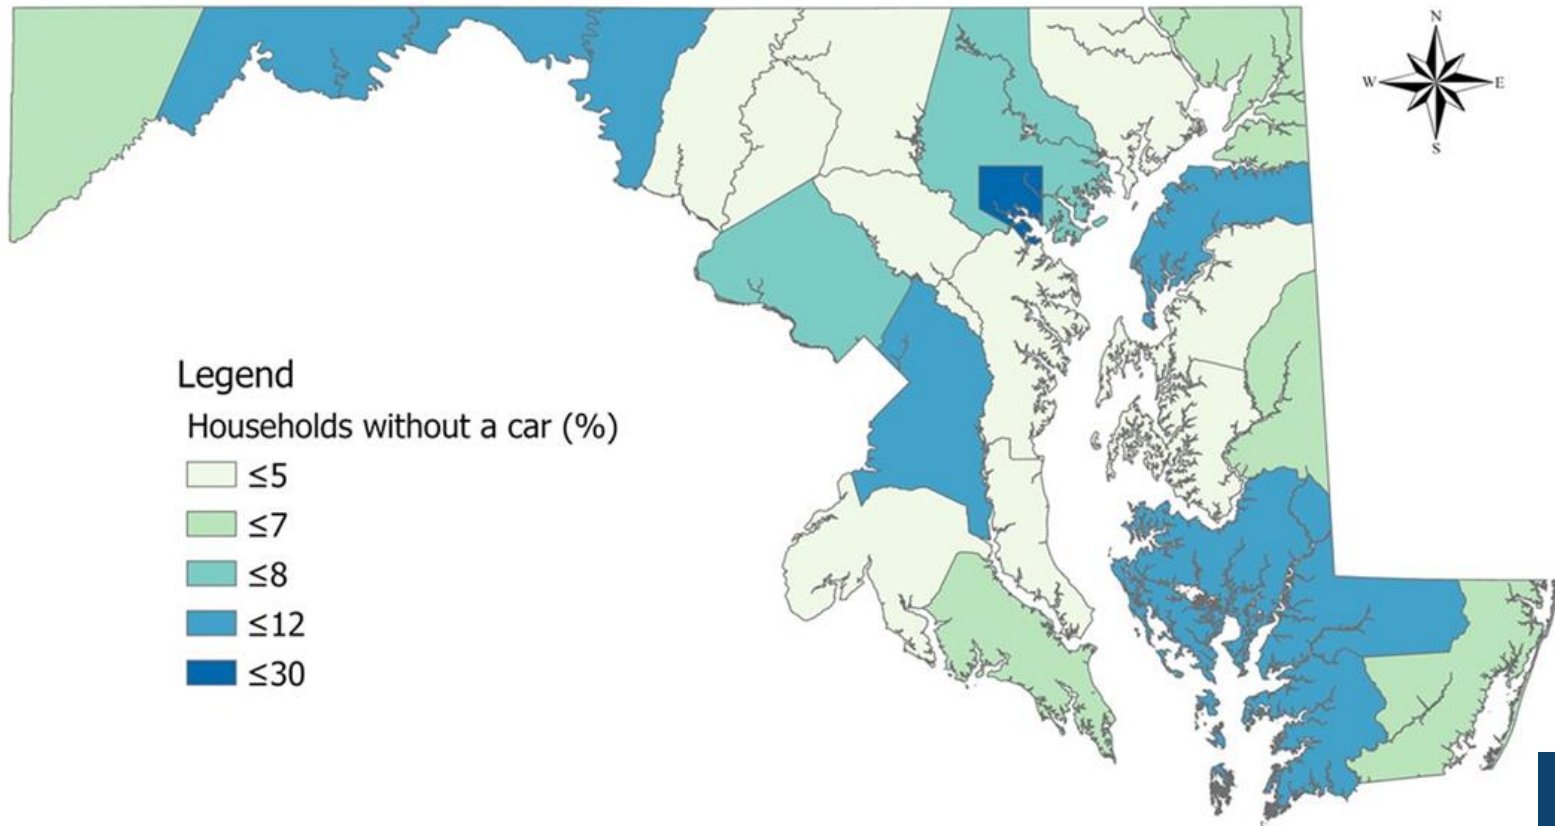 N
W E
S
Legend
Households without a car (%)
≤5
≤7
≤8
≤12
≤30